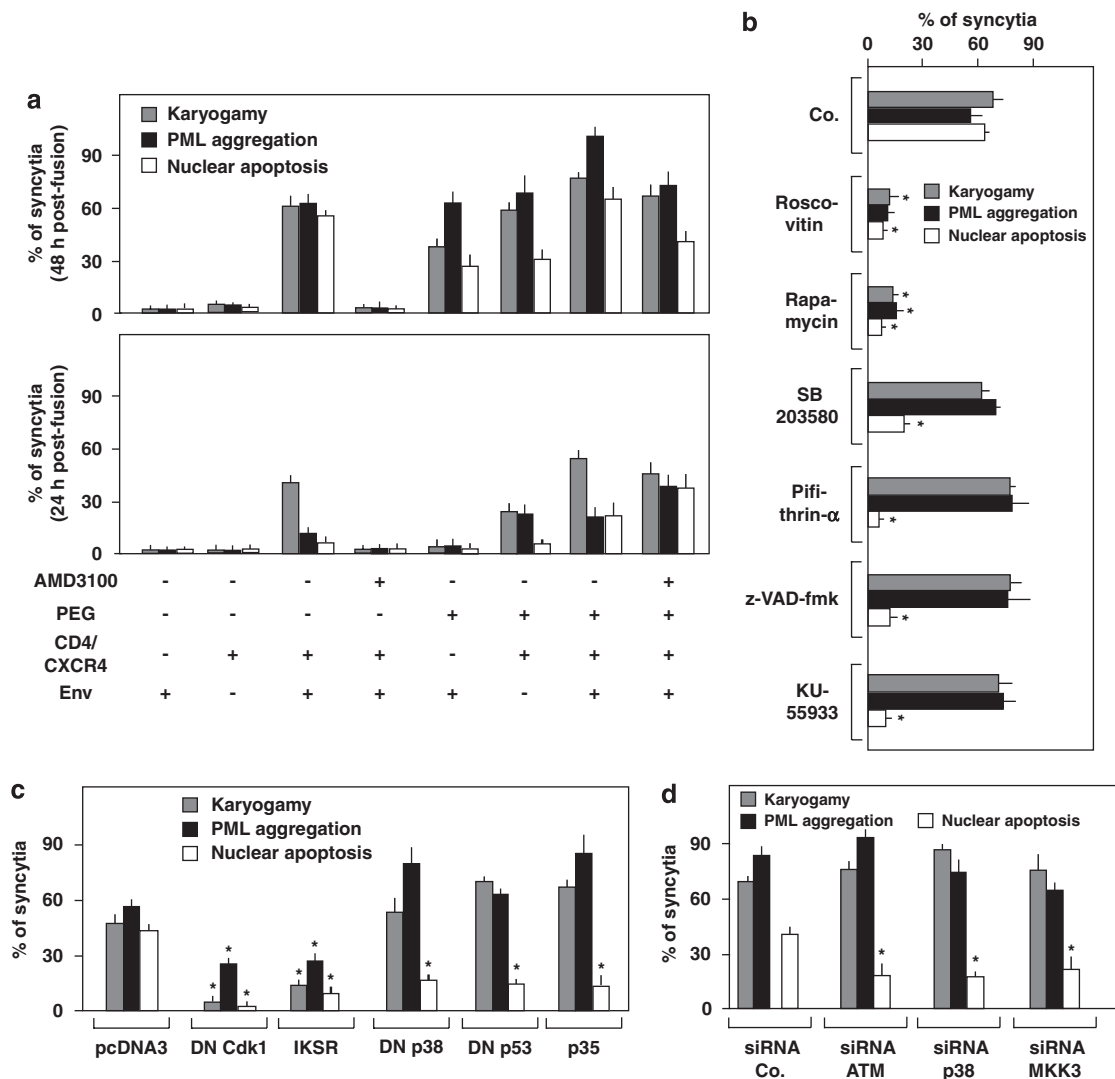 a
Karyogamy
PML aggregation
Nuclear apoptosis
% of syncytia
(48 h post-fusion)
90
60
30
0
% of syncytia
(24 h post-fusion)
90
60
30
0
AMD3100 - - - + - - - +
PEG - - - - + + + +
CD4/
CXCR4 - + + + - + + +
Env + - + + + - + +
b
% of syncytia
0 30 60 90
Co.
Rosco-
vitin
* *
Karyogamy
PML aggregation
Nuclear apoptosis
Rapa-
mycin
* * *
SB
203580
*
Pifi-
thrin-α
*
z-VAD-fmk
*
KU-
55933
*
c
Karyogamy
PML aggregation
Nuclear apoptosis
% of syncytia
90
60
30
0
* * * * * * * * *
pcDNA3 DN Cdk1 IKSR DN p38 DN p53 p35
d
Karyogamy
PML aggregation Nuclear apoptosis
% of syncytia
90
60
30
0
* * *
siRNA siRNA siRNA siRNA
Co. ATM p38 MKK3